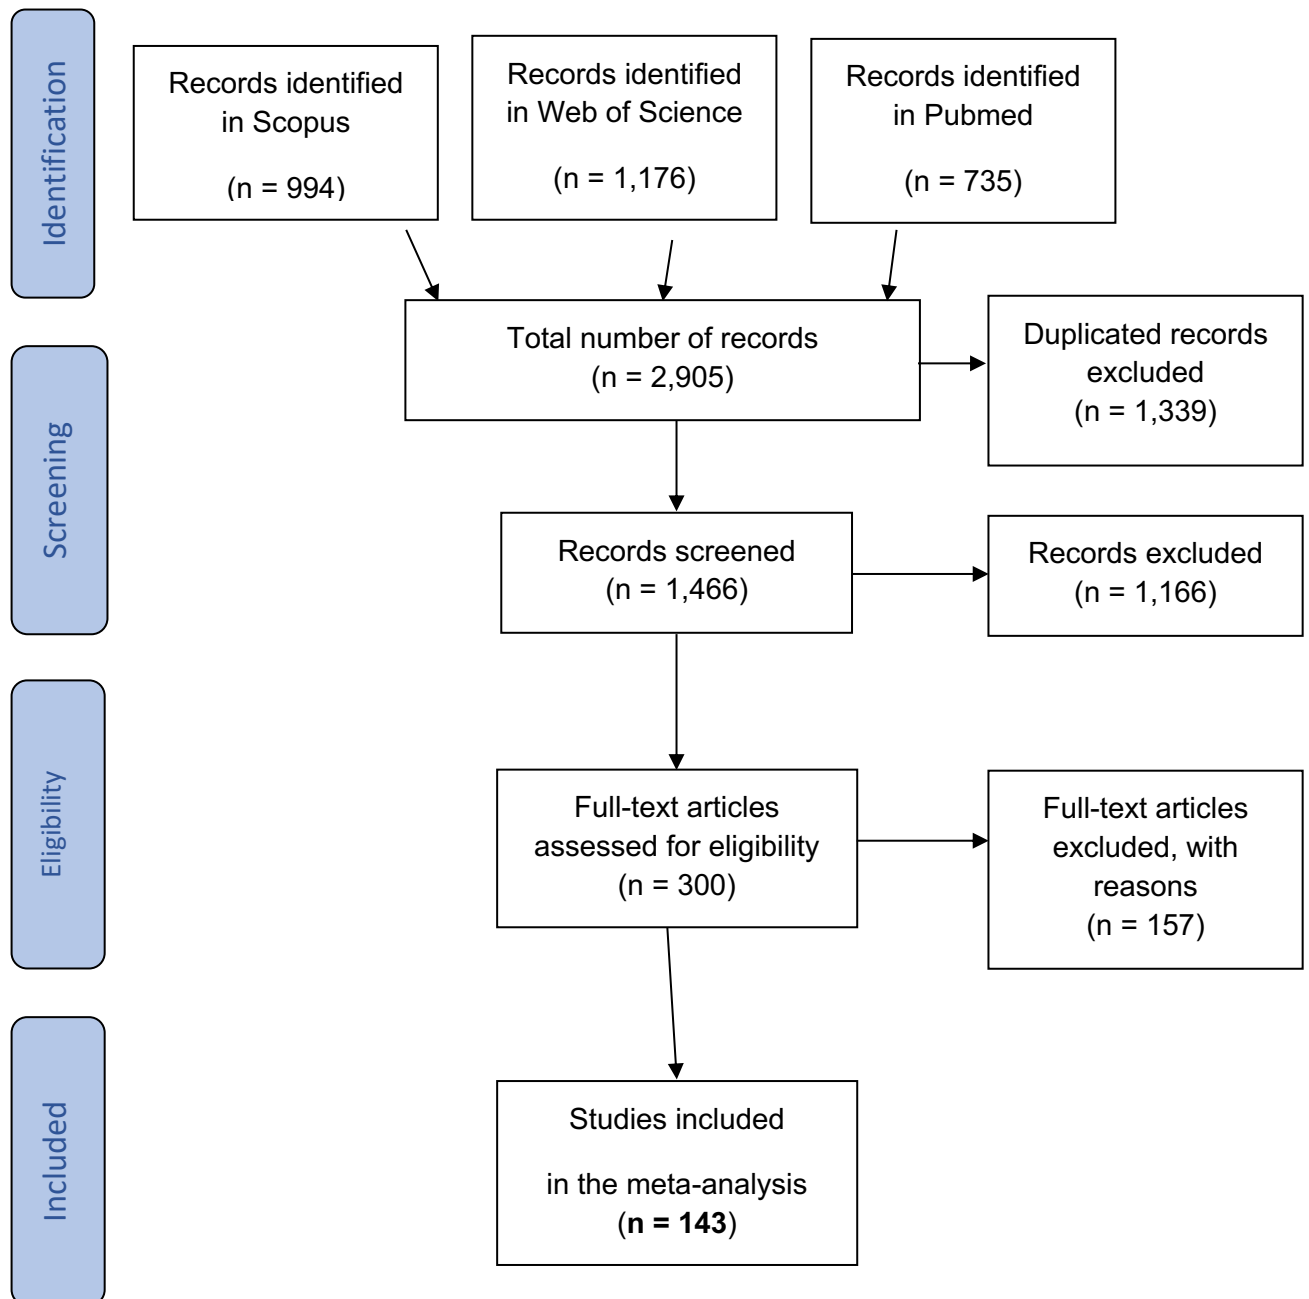 Identification
Records identified
in Scopus
(n = 994)
Records identified
in Web of Science
(n = 1,176)
Records identified
in Pubmed
(n = 735)
Total number of records
(n = 2,905)
Duplicated records
excluded
(n = 1,339)
Screening
Records screened
(n = 1,466)
Records excluded
(n = 1,166)
Eligibility
Full-text articles
assessed for eligibility
(n = 300)
Full-text articles
excluded, with
reasons
(n = 157)
Included
Studies included
in the meta-analysis
(n = 143)